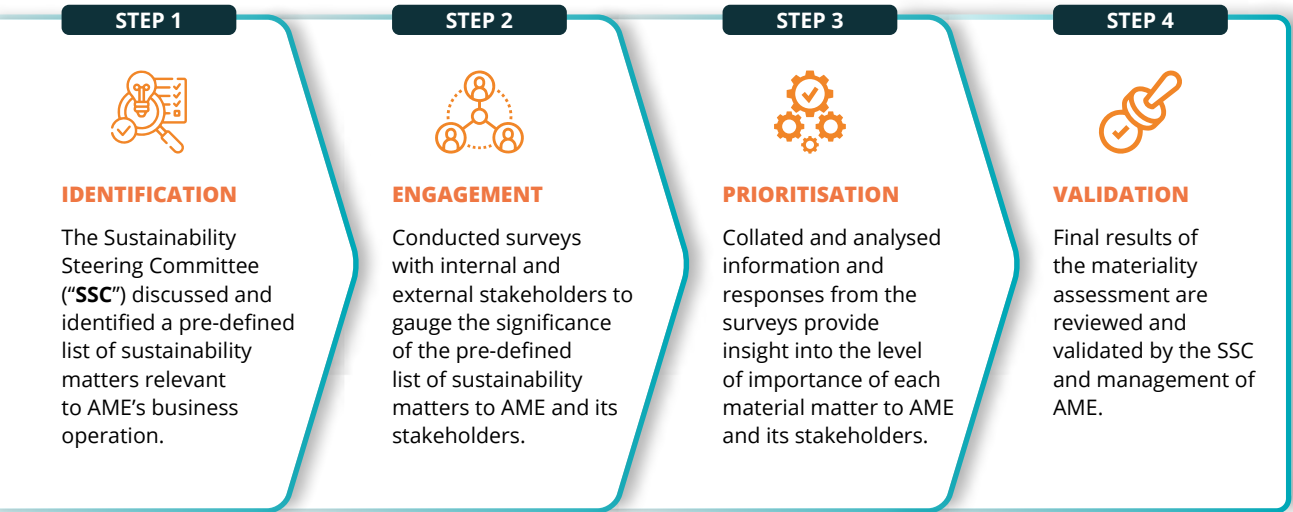 STEP 1
IDENTIFICATION
The Sustainability
Steering Committee
(“SSC”) discussed and
identified a pre-defined
list of sustainability
matters relevant
to AME’s business
operation.
STEP 2
ENGAGEMENT
Conducted surveys
with internal and
external stakeholders to
gauge the significance
of the pre-defined
list of sustainability
matters to AME and its
stakeholders.
STEP 3
PRIORITISATION
Collated and analysed
information and
responses from the
surveys provide
insight into the level
of importance of each
material matter to AME
and its stakeholders.
STEP 4
VALIDATION
Final results of
the materiality
assessment are
reviewed and
validated by the SSC
and management of
AME.